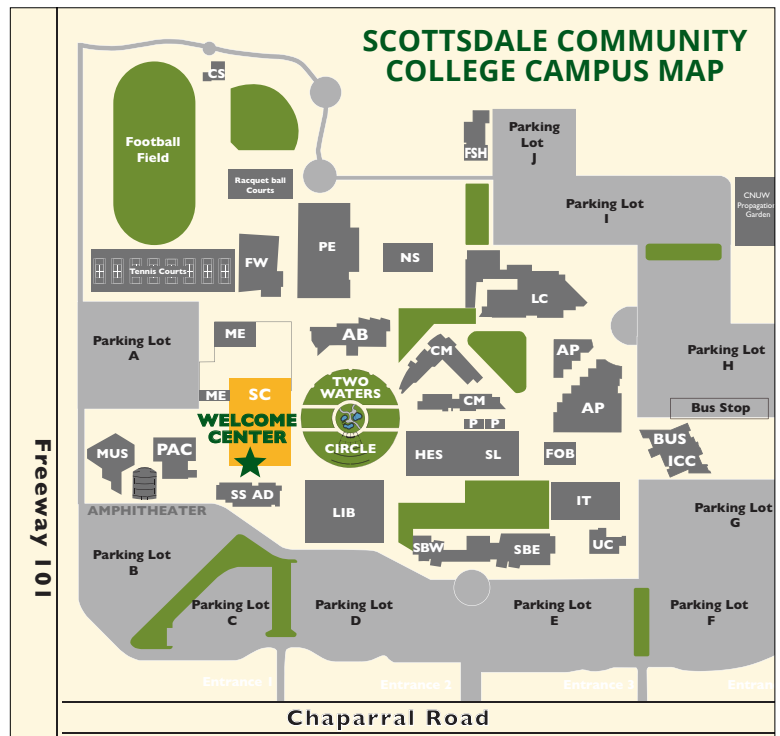 SCOTTSDALE COMMUNITY
COLLEGE CAMPUS MAP
CS
Football
Field
Parking
Lot
J
FSH
Racquet ball
Courts
Parking Lot
I
CNUW
Propagation
Garden
PE
FW
NS
Tennis Courts
LC
ME
AB
Parking Lot
A
CM
AP
Parking Lot
H
TWO
WATERS
ME
SC
CM
AP
Bus Stop
WELCOME
CENTER
P P
CIRCLE
MUS
PAC
HES
SL
FOB
BUS
ICC
SS AD
AMPHITHEATER
LIB
IT
Parking Lot
G
Parking Lot
B
SBW
SBE
UC
Parking Lot
C
Parking Lot
D
Parking Lot
E
Parking Lot
F
Freeway 101
Entrance 1
Entrance 2
Entrance 3
Entran
Chaparral Road